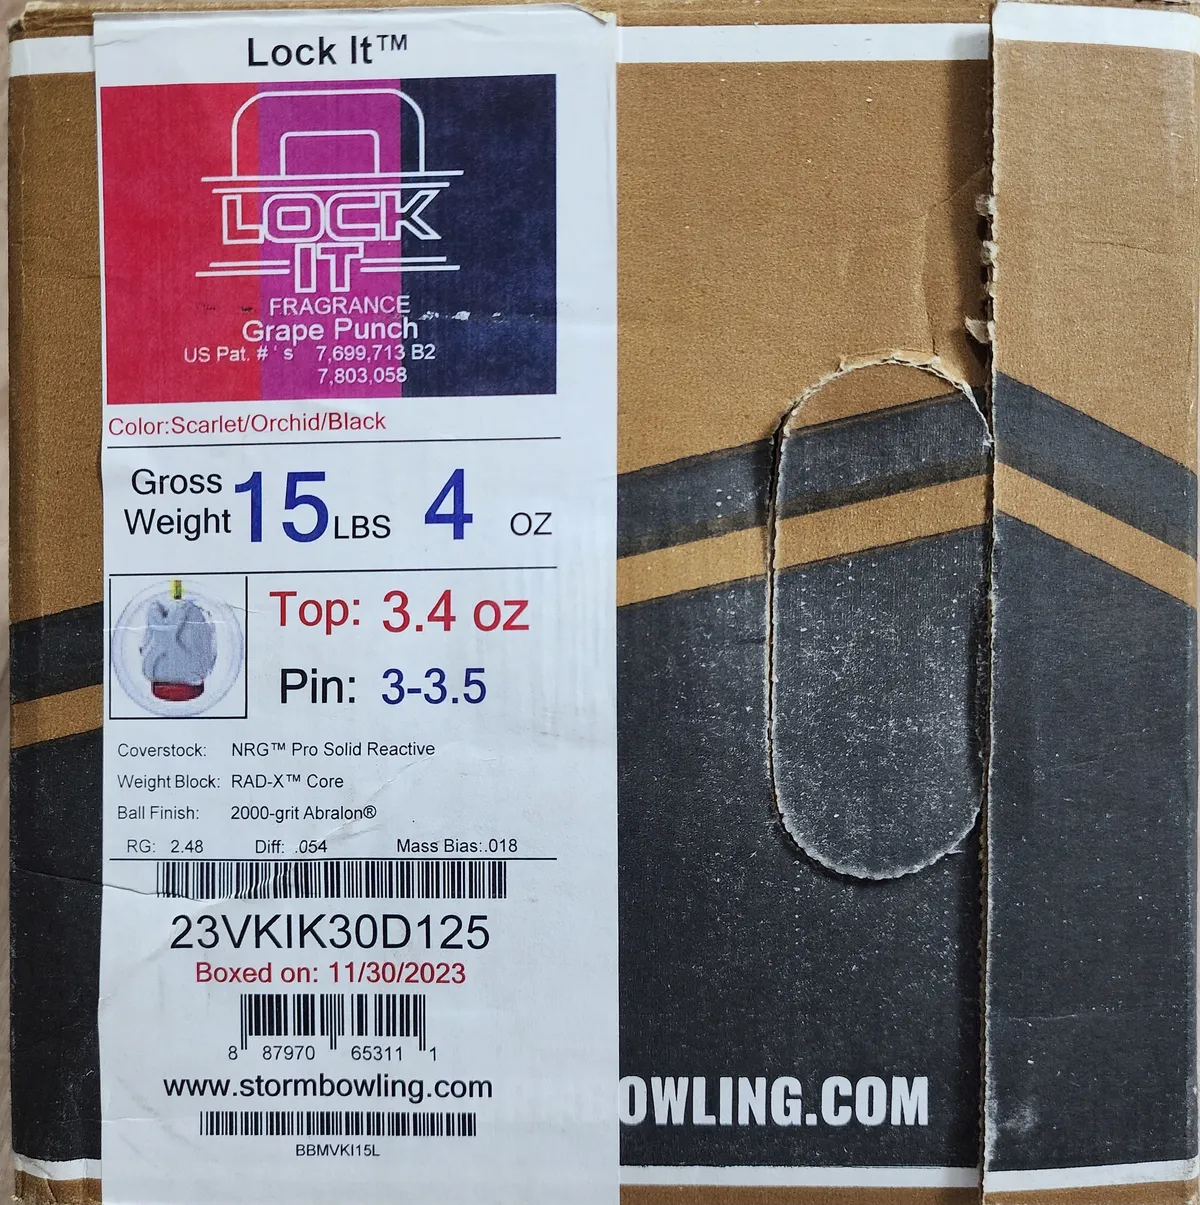 Lock It™
LOCK
IT
FRAGRANCE
Grape Punch
US Pat. # ' s 7,699,713 B2
7,803,058
Color:Scarlet/Orchid/Black
Gross
Weight 15 LBS 4 OZ
Top: 3.4 oz
Pin: 3-3.5
Coverstock: NRG™ Pro Solid Reactive
Weight Block: RAD-X™ Core
Ball Finish: 2000-grit Abralon®
RG: 2.48 Diff: .054 Mass Bias:.018
23VKIK30D125
Boxed on: 11/30/2023
8 87970 65311 1
www.stormbowling.com
BBMVKI15L
OWLING.COM